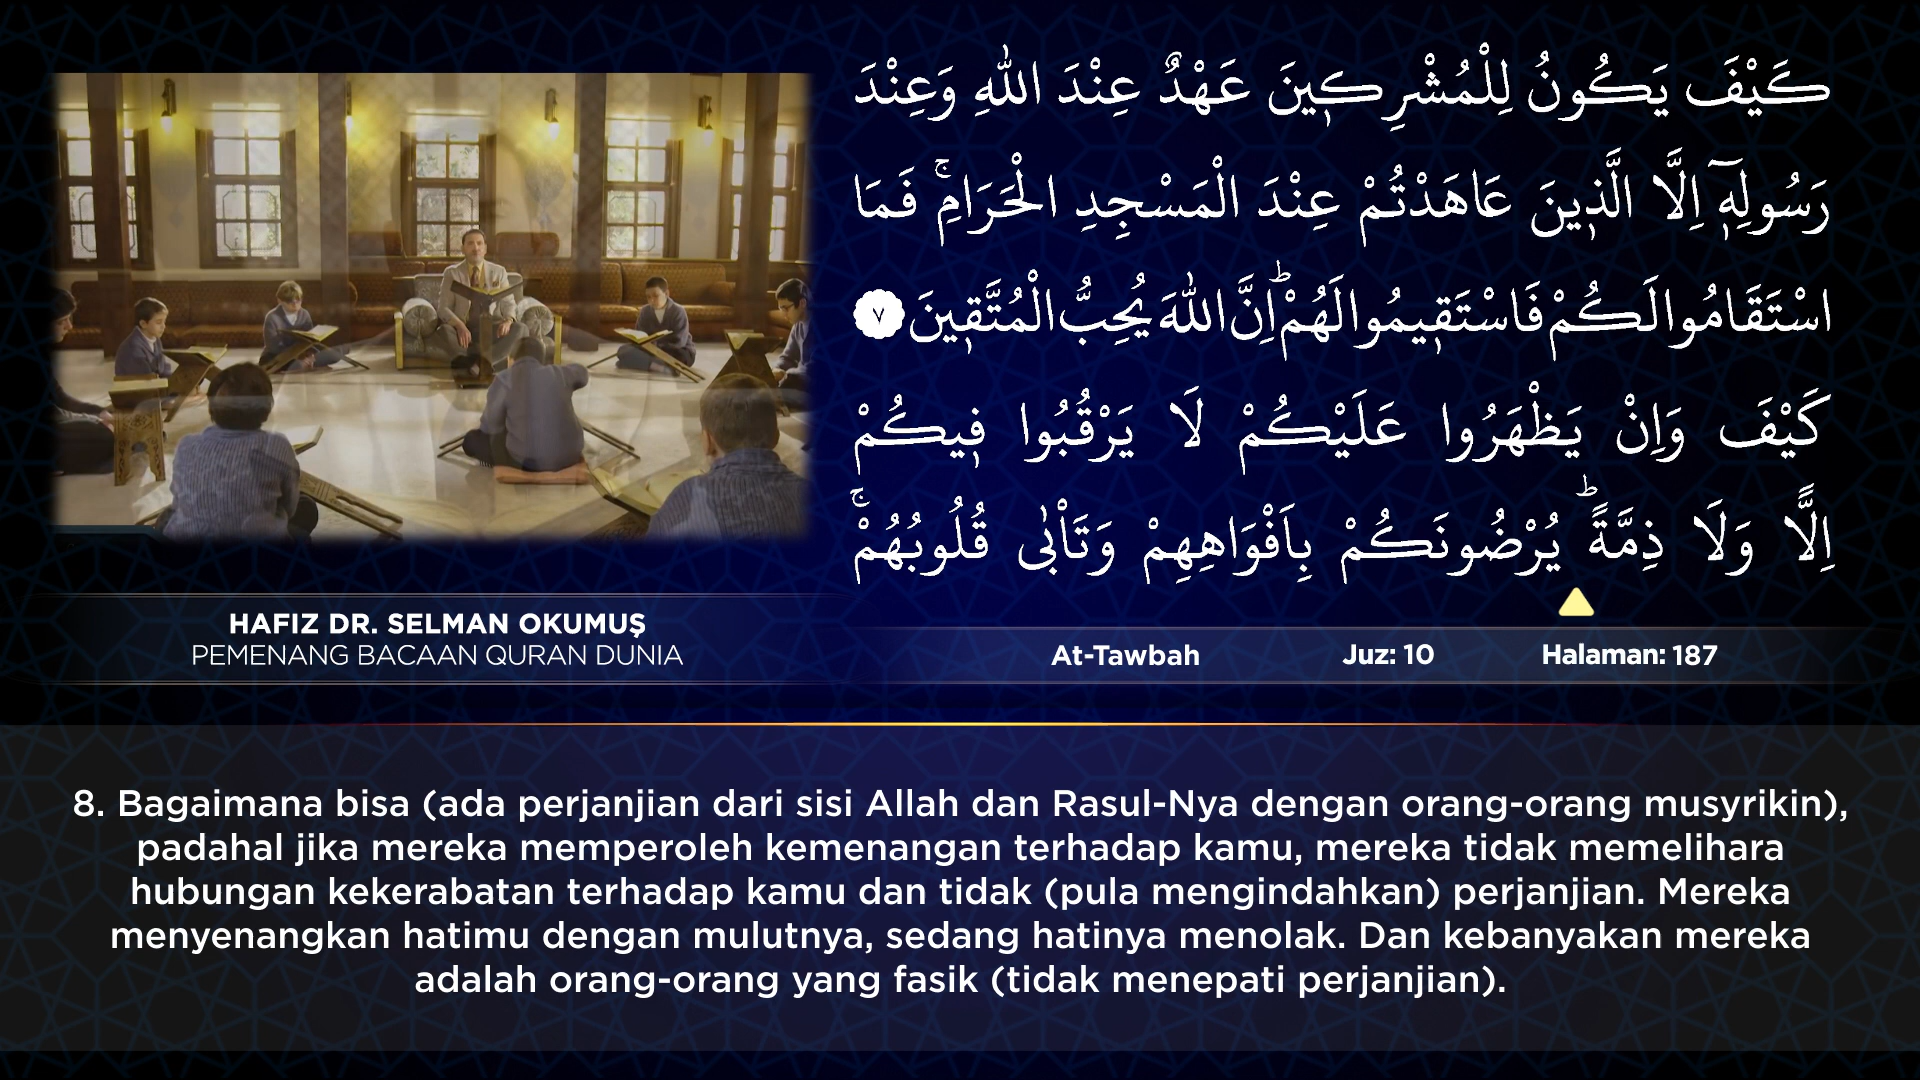 كَيْفَ يَكُونُ لِلْمُشْرِك۪ينَ عَهْدٌ عِنْدَ اللّٰهِ وَعِنْدَ
رَسُولِه۪ٓ اِلَّا الَّذ۪ينَ عَاهَدْتُمْ عِنْدَ الْمَسْجِدِ الْحَرَامِۚ فَمَا
اسْتَقَامُوا لَكُمْ فَاسْتَق۪يمُوا لَهُمْۜ اِنَّ اللّٰهَ يُحِبُّ الْمُتَّق۪ينَ ٧
كَيْفَ وَاِنْ يَظْهَرُوا عَلَيْكُمْ لَا يَرْقُبُوا ف۪يكُمْ
اِلًّا وَلَا ذِمَّةًۜ يُرْضُونَكُمْ بِاَفْوَاهِهِمْ وَتَأْبٰى قُلُوبُهُمْۚ
HAFIZ DR. SELMAN OKUMUŞ
PEMENANG BACAAN QURAN DUNIA
At-Tawbah Juz: 10 Halaman: 187
8. Bagaimana bisa (ada perjanjian dari sisi Allah dan Rasul-Nya dengan orang-orang musyrikin),
padahal jika mereka memperoleh kemenangan terhadap kamu, mereka tidak memelihara
hubungan kekerabatan terhadap kamu dan tidak (pula mengindahkan) perjanjian. Mereka
menyenangkan hatimu dengan mulutnya, sedang hatinya menolak. Dan kebanyakan mereka
adalah orang-orang yang fasik (tidak menepati perjanjian).